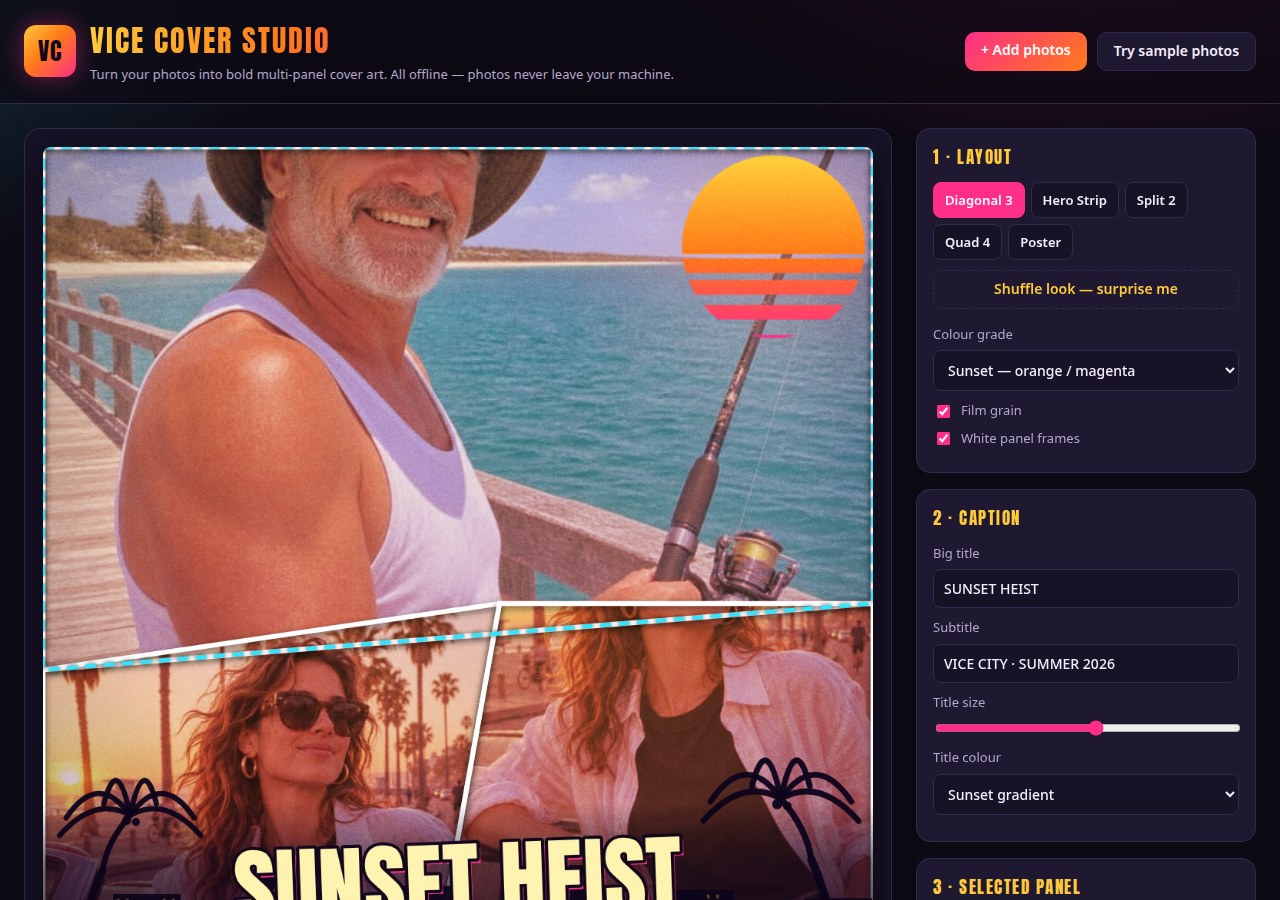 VC
VICE COVER STUDIO
Turn your photos into bold multi-panel cover art. All offline — photos never leave your machine.
+ Add photos
Try sample photos
1 · LAYOUT
Diagonal 3
Hero Strip
Split 2
Quad 4
Poster
Shuffle look — surprise me
Colour grade
Sunset — orange / magenta
Film grain
White panel frames
2 · CAPTION
Big title
SUNSET HEIST
Subtitle
VICE CITY · SUMMER 2026
Title size
Title colour
Sunset gradient
3 · SELECTED PANEL
SUNSET HEIST